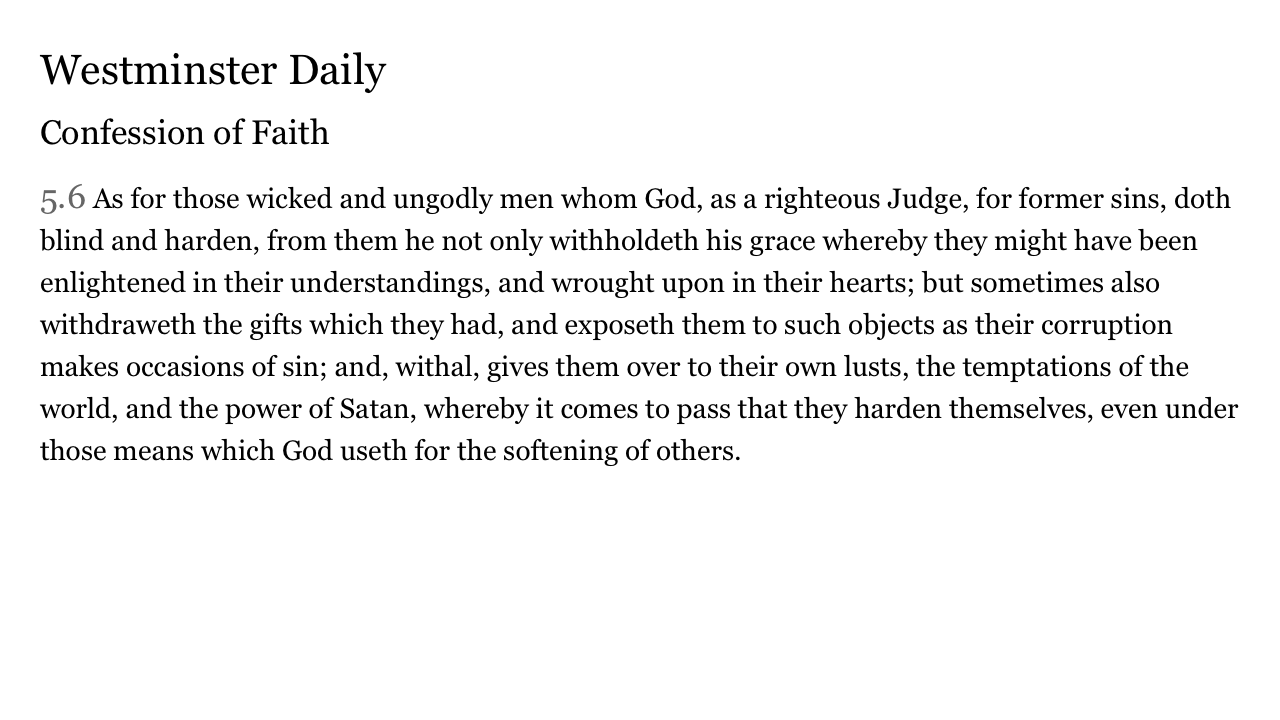 Westminster Daily
Confession of Faith
5.6 As for those wicked and ungodly men whom God, as a righteous Judge, for former sins, doth
blind and harden, from them he not only withholdeth his grace whereby they might have been
enlightened in their understandings, and wrought upon in their hearts; but sometimes also
withdraweth the gifts which they had, and exposeth them to such objects as their corruption
makes occasions of sin; and, withal, gives them over to their own lusts, the temptations of the
world, and the power of Satan, whereby it comes to pass that they harden themselves, even under
those means which God useth for the softening of others.